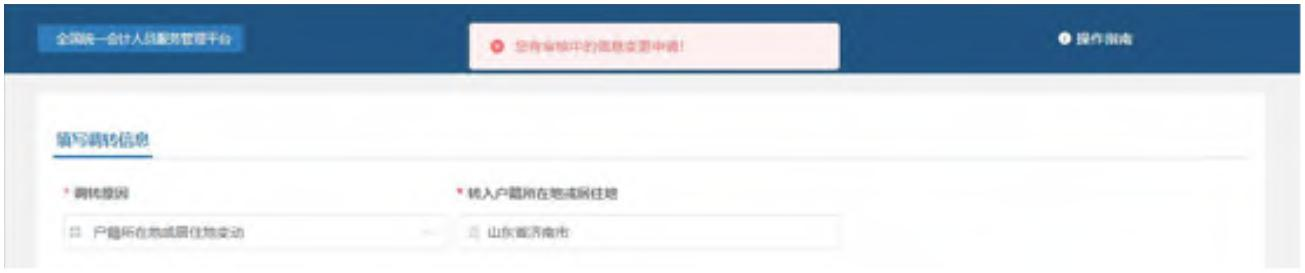 全国统一会计人员服务管理平台
您有审核中的信息变更申请!
操作指南
填写调转信息
* 调转原因
* 转入户籍所在地或居住地
户籍所在地或居住地变动
山东省济南市